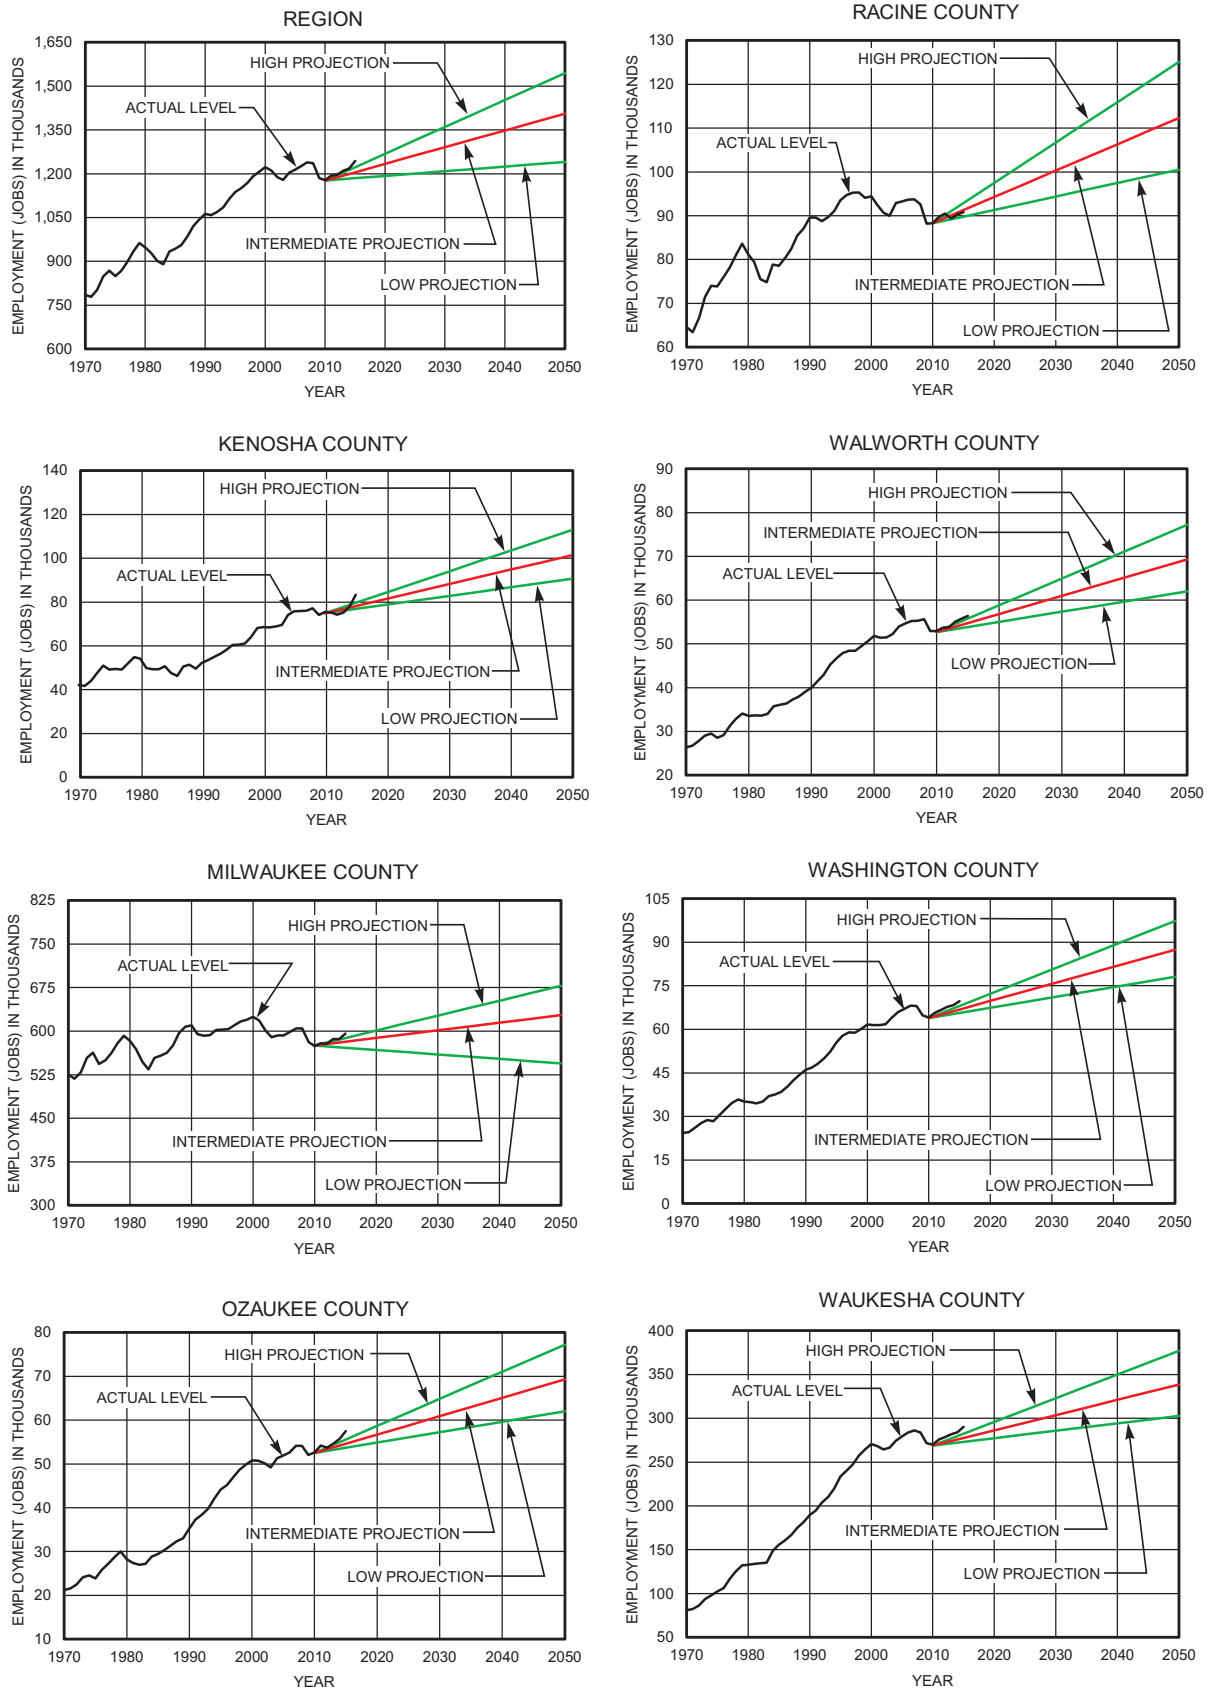 REGION
EMPLOYMENT (JOBS) IN THOUSANDS
1,650
1,500
1,350
1,200
1,050
900
750
600
HIGH PROJECTION
ACTUAL LEVEL
INTERMEDIATE PROJECTION
LOW PROJECTION
1970 1980 1990 2000 2010 2020 2030 2040 2050
YEAR
RACINE COUNTY
EMPLOYMENT (JOBS) IN THOUSANDS
130
120
110
100
90
80
70
60
HIGH PROJECTION
ACTUAL LEVEL
INTERMEDIATE PROJECTION
LOW PROJECTION
1970 1980 1990 2000 2010 2020 2030 2040 2050
YEAR
KENOSHA COUNTY
EMPLOYMENT (JOBS) IN THOUSANDS
140
120
100
80
60
40
20
0
HIGH PROJECTION
ACTUAL LEVEL
INTERMEDIATE PROJECTION
LOW PROJECTION
1970 1980 1990 2000 2010 2020 2030 2040 2050
YEAR
WALWORTH COUNTY
EMPLOYMENT (JOBS) IN THOUSANDS
90
80
70
60
50
40
30
20
HIGH PROJECTION
INTERMEDIATE PROJECTION
ACTUAL LEVEL
LOW PROJECTION
1970 1980 1990 2000 2010 2020 2030 2040 2050
YEAR
MILWAUKEE COUNTY
EMPLOYMENT (JOBS) IN THOUSANDS
825
750
675
600
525
450
375
300
HIGH PROJECTION
ACTUAL LEVEL
INTERMEDIATE PROJECTION
LOW PROJECTION
1970 1980 1990 2000 2010 2020 2030 2040 2050
YEAR
WASHINGTON COUNTY
EMPLOYMENT (JOBS) IN THOUSANDS
105
90
75
60
45
30
15
0
HIGH PROJECTION
ACTUAL LEVEL
INTERMEDIATE PROJECTION
LOW PROJECTION
1970 1980 1990 2000 2010 2020 2030 2040 2050
YEAR
OZAUKEE COUNTY
EMPLOYMENT (JOBS) IN THOUSANDS
80
70
60
50
40
30
20
10
HIGH PROJECTION
ACTUAL LEVEL
INTERMEDIATE PROJECTION
LOW PROJECTION
1970 1980 1990 2000 2010 2020 2030 2040 2050
YEAR
WAUKESHA COUNTY
EMPLOYMENT (JOBS) IN THOUSANDS
400
350
300
250
200
150
100
50
HIGH PROJECTION
ACTUAL LEVEL
INTERMEDIATE PROJECTION
LOW PROJECTION
1970 1980 1990 2000 2010 2020 2030 2040 2050
YEAR